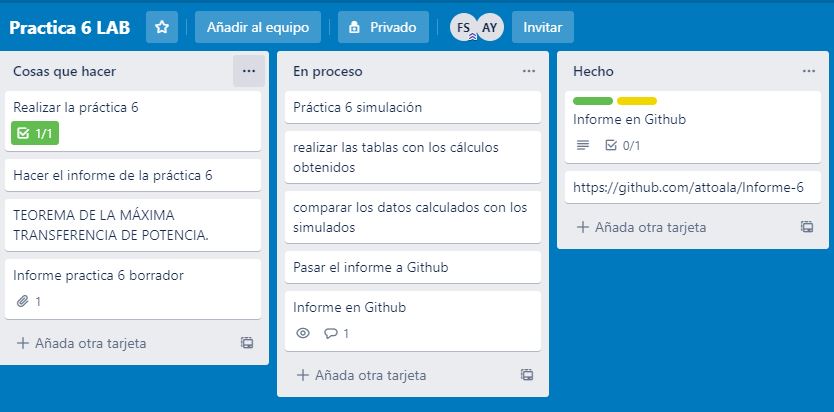 Practica 6 LAB
Añadir al equipo
Privado
FS
AY
Invitar
Cosas que hacer
Realizar la práctica 6
1/1
Hacer el informe de la práctica 6
TEOREMA DE LA MÁXIMA
TRANSFERENCIA DE POTENCIA.
Informe practica 6 borrador
1
+ Añada otra tarjeta
En proceso
Práctica 6 simulación
realizar las tablas con los cálculos
obtenidos
comparar los datos calculados con los
simulados
Pasar el informe a Github
Informe en Github
1
+ Añada otra tarjeta
Hecho
Informe en Github
0/1
https://github.com/attoala/Informe-6
+ Añada otra tarjeta